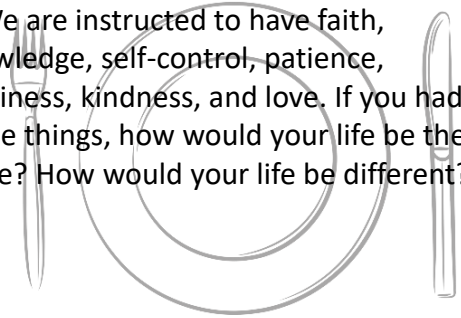 We are instructed to have faith,
wledge, self-control, patience,
iness, kindness, and love. If you had
e things, how would your life be the
e? How would your life be different?